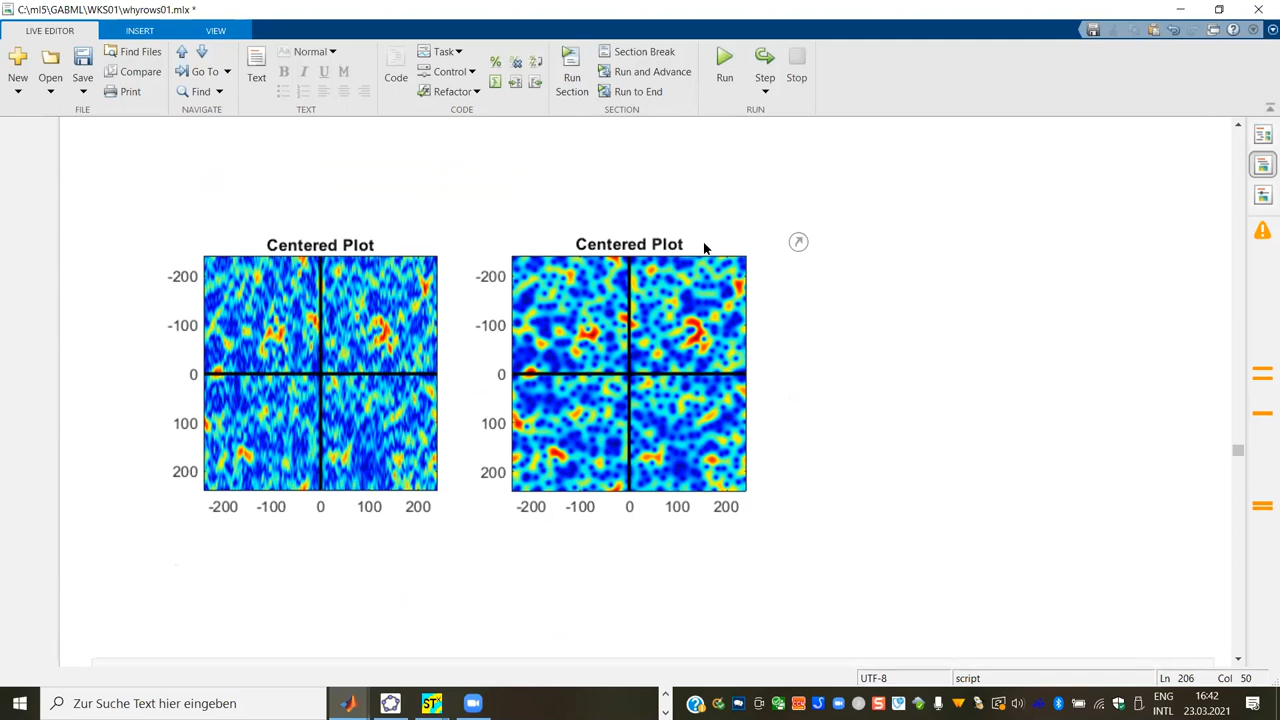 C:\ml5\GABML\WKS01\whyrows01.mlx *
LIVE EDITOR
INSERT
VIEW
New
Open
Save
Find Files
Compare
Print
FILE
Go To
Find
NAVIGATE
Text
Normal
B I U M
TEXT
Code
Task
Control
Refactor
CODE
Run
Section
Section Break
Run and Advance
Run to End
SECTION
Run
Step
Stop
RUN
Centered Plot
-200
-100
0
100
200
-200 -100 0 100 200
Centered Plot
-200
-100
0
100
200
-200 -100 0 100 200
UTF-8
script
Ln 206 Col 50
Zur Suche Text hier eingeben
ST
ENG
INTL
16:42
23.03.2021